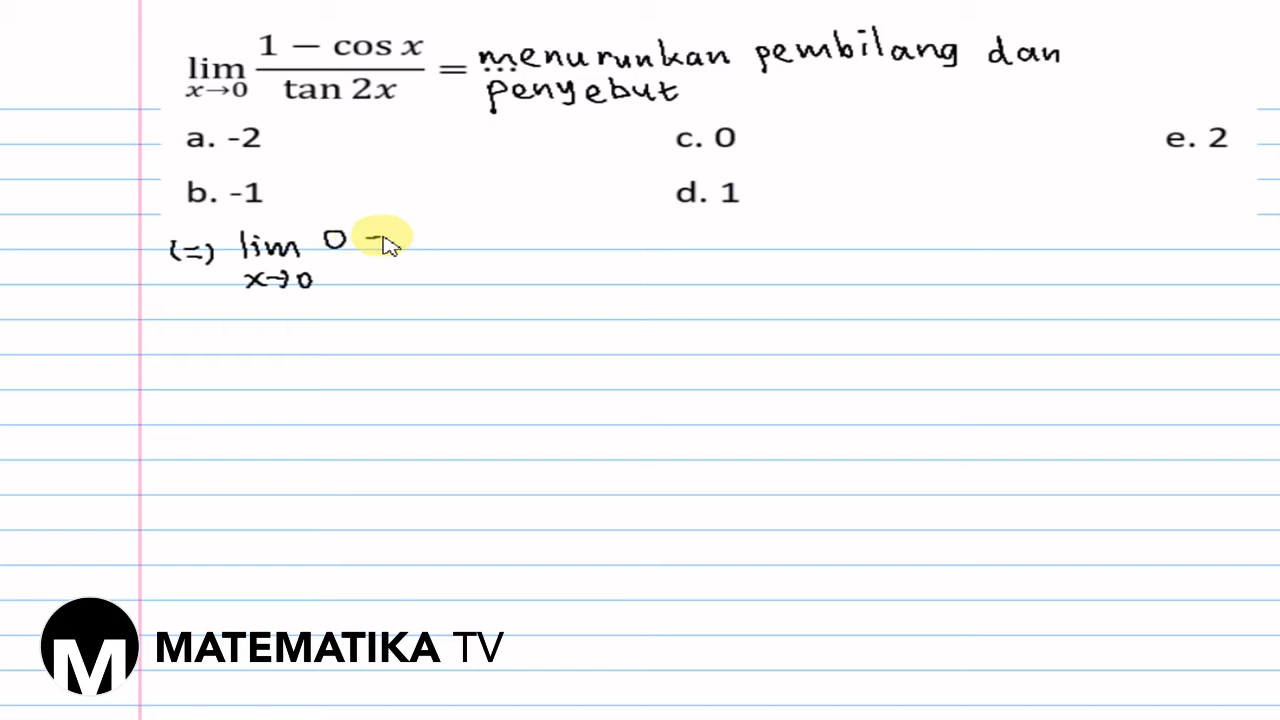 lim x→0 (1 − cos x)/(tan 2x) = ... menurunkan pembilang dan
penyebut
a. -2 c. 0 e. 2
b. -1 d. 1
(=) lim x→0 0 -
M MATEMATIKA TV